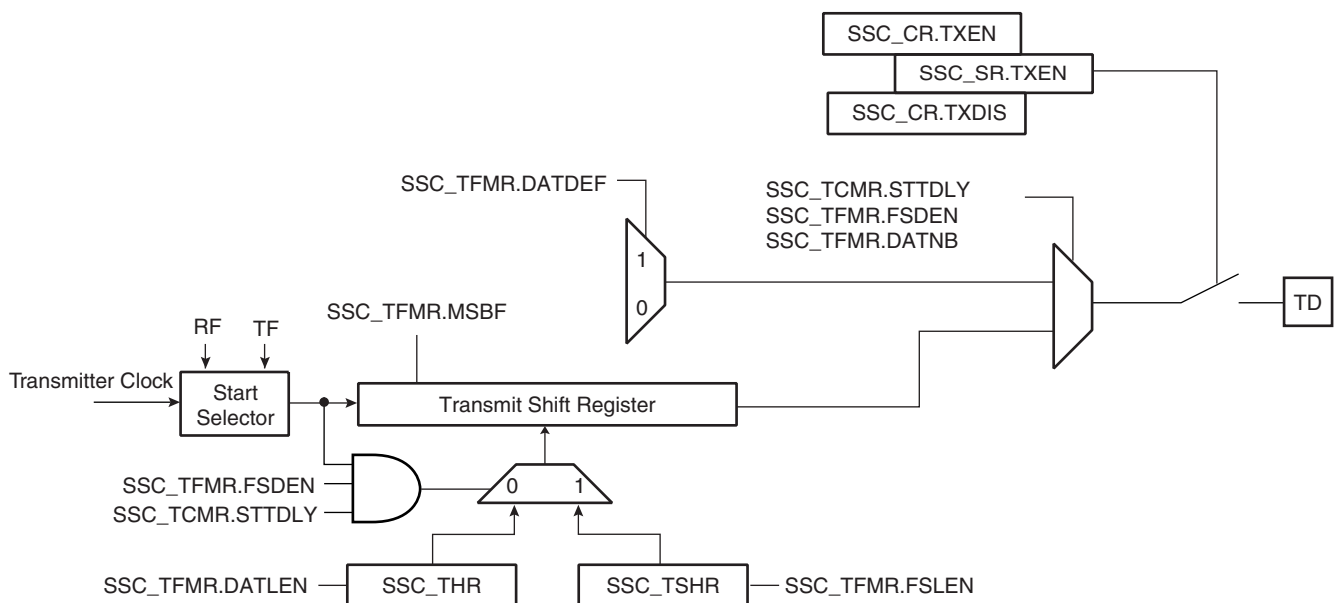 SSC_CR.TXEN
SSC_SR.TXEN
SSC_CR.TXDIS
SSC_TFMR.DATDEF
SSC_TCMR.STTDLY
SSC_TFMR.FSDEN
SSC_TFMR.DATNB
1
0
TD
SSC_TFMR.MSBF
RF
TF
Transmitter Clock
Start
Selector
Transmit Shift Register
SSC_TFMR.FSDEN
SSC_TCMR.STTDLY
0
1
SSC_TFMR.DATLEN
SSC_THR
SSC_TSHR
SSC_TFMR.FSLEN